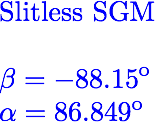 Slitless SGM
β = −88.15°
α = 86.849°